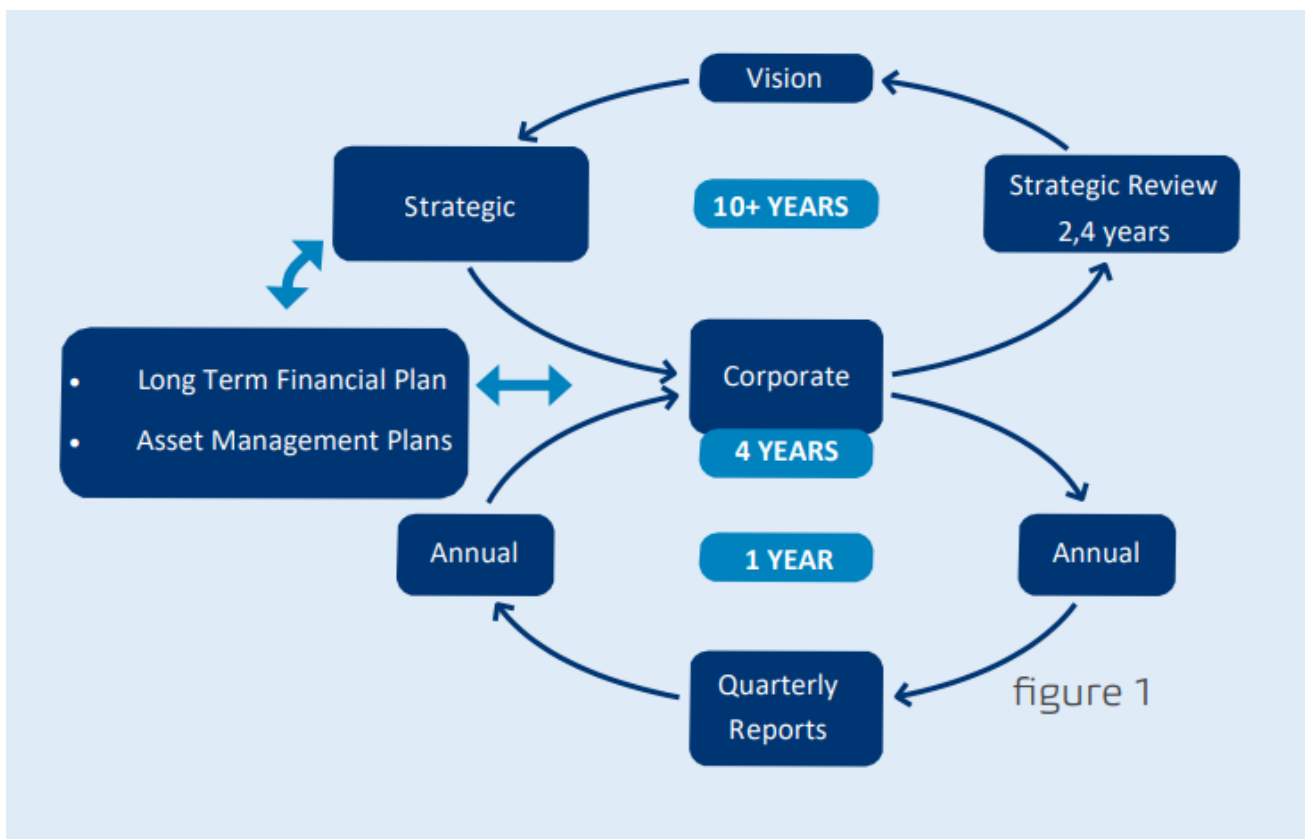 Vision
Strategic
10+ YEARS
Strategic Review
2,4 years
• Long Term Financial Plan
• Asset Management Plans
Corporate
4 YEARS
Annual
1 YEAR
Annual
Quarterly
Reports
figure 1